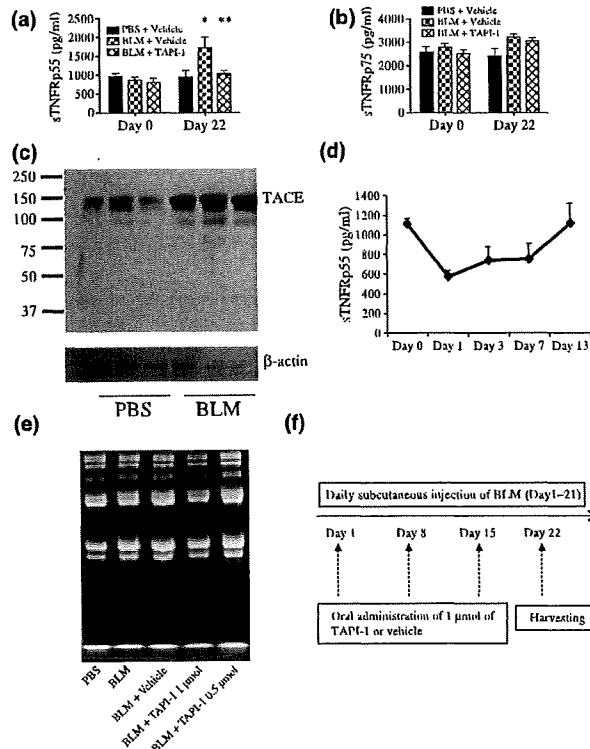 (a)
PBS + Vehicle
BLM + Vehicle
BLM + TAPI-1
sTNFRp55 (pg/ml)
2500
2000
1500
1000
500
0
*
**
Day 0
Day 22
(b)
PBS + Vehicle
BLM + Vehicle
BLM + TAPI-1
sTNFRp75 (pg/ml)
4000
3000
2000
1000
0
Day 0
Day 22
(c)
250
150
100
75
50
37
TACE
β-actin
PBS
BLM
(d)
sTNFRp55 (pg/ml)
1400
1200
1000
800
600
400
200
0
Day 0
Day 1
Day 3
Day 7
Day 13
(e)
PBS
BLM
BLM + Vehicle
BLM + TAPI-1 1 μmol
BLM + TAPI-1 0.5 μmol
(f)
Daily subcutaneous injection of BLM (Day1–21)
Day 1
Day 8
Day 15
Day 22
Oral administration of 1 μmol of
TAPI-1 or vehicle
Harvesting